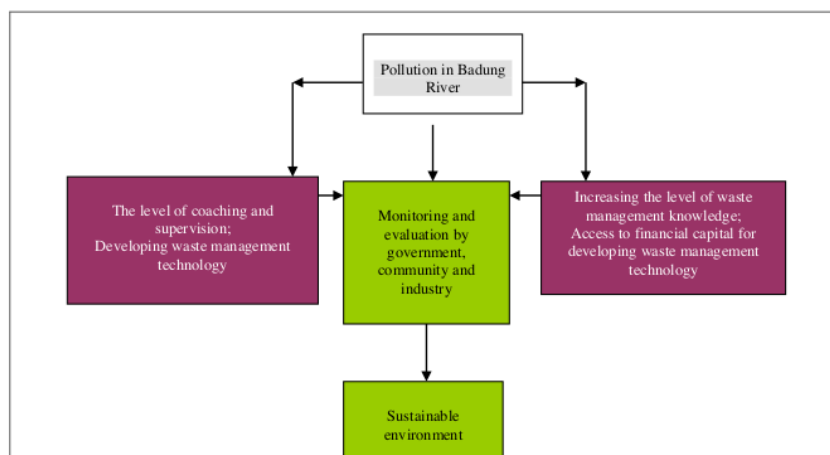 Pollution in Badung
River
The level of coaching and
supervision;
Developing waste management
technology
Monitoring and
evaluation by
government,
community and
industry
Increasing the level of waste
management knowledge;
Access to financial capital for
developing waste management
technology
Sustainable
environment